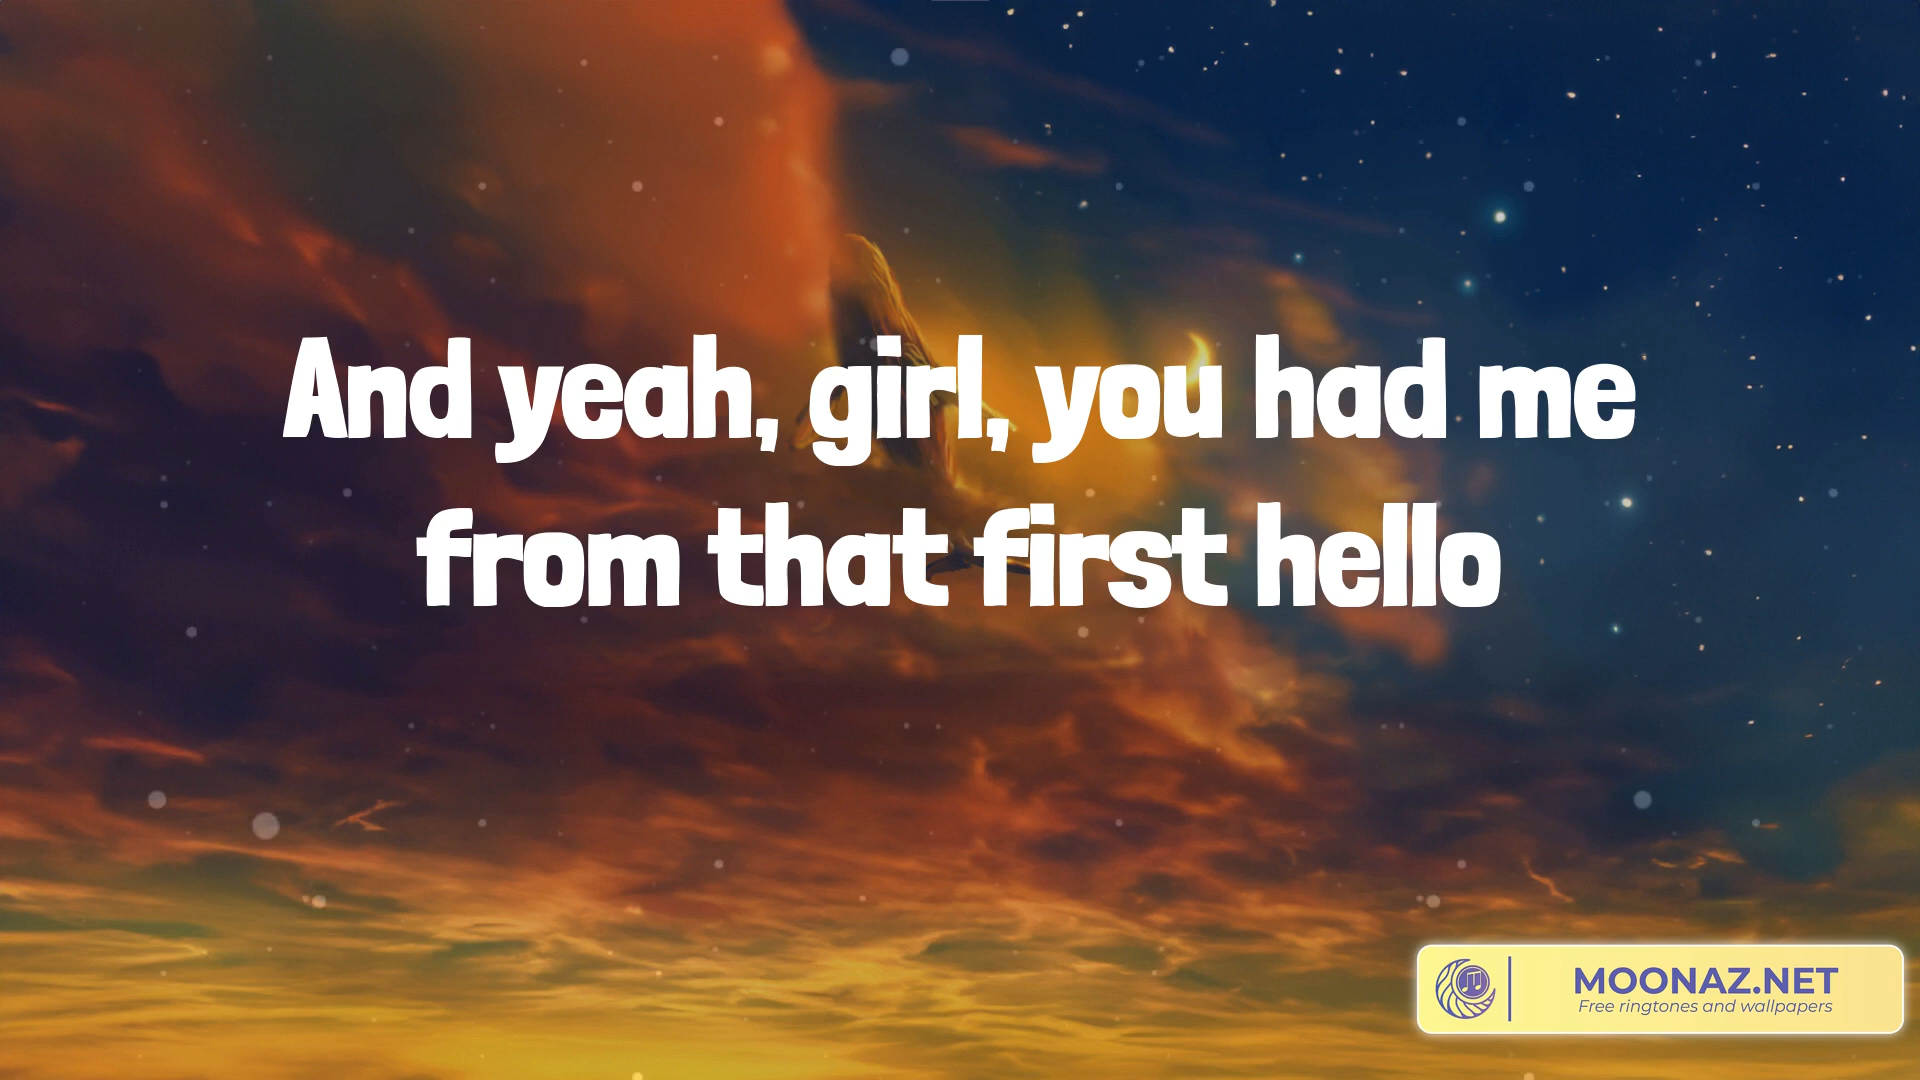 And yeah, girl, you had me
from that first hello
MOONAZ.NET
Free ringtones and wallpapers